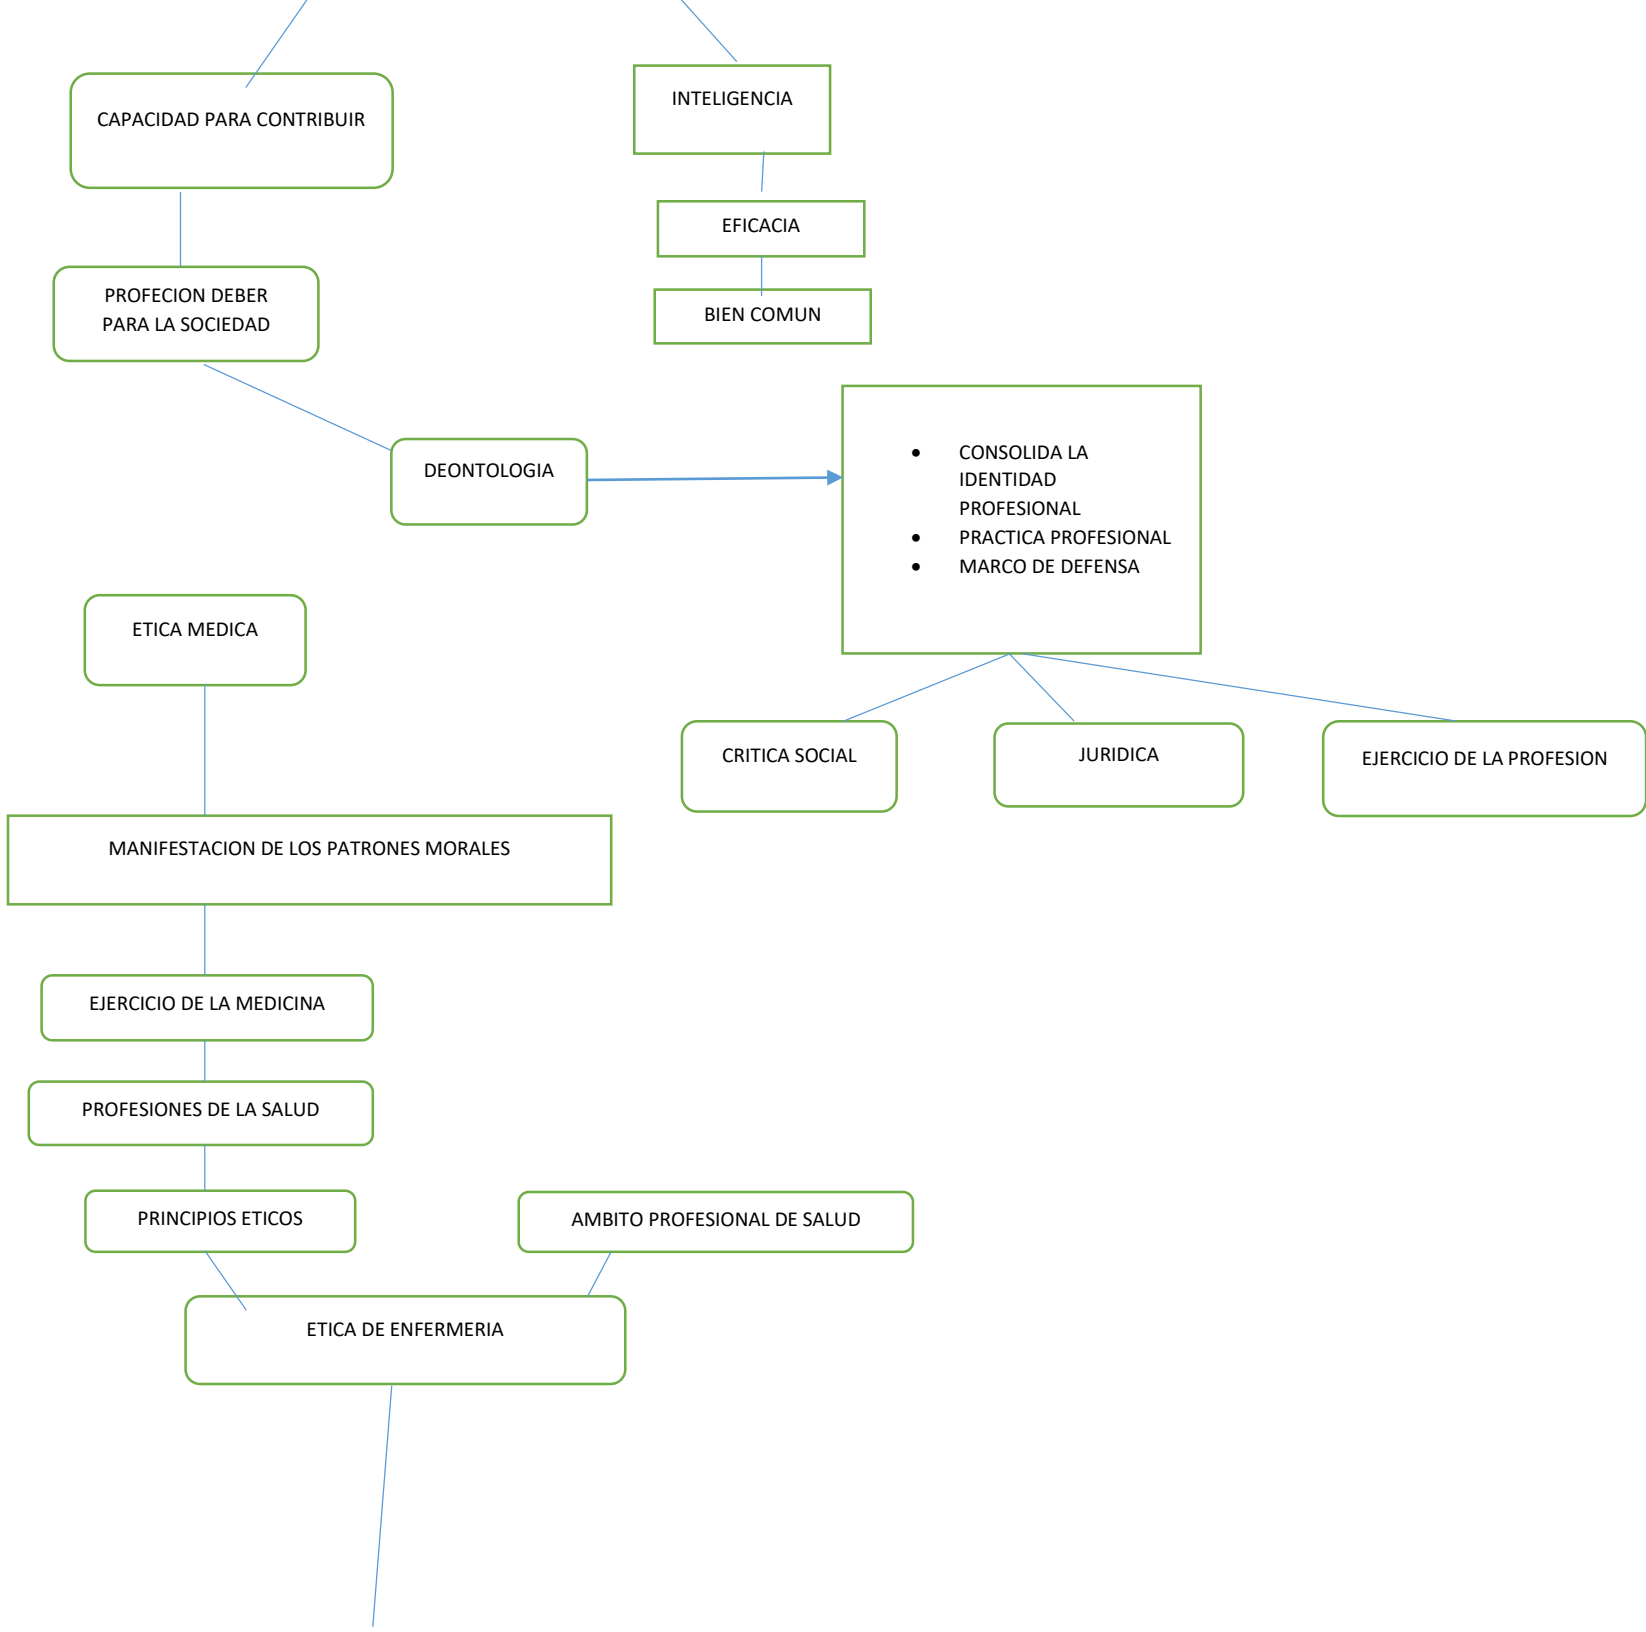 CAPACIDAD PARA CONTRIBUIR
INTELIGENCIA
EFICACIA
PROFECION DEBER
PARA LA SOCIEDAD
BIEN COMUN
DEONTOLOGIA
• CONSOLIDA LA
IDENTIDAD
PROFESIONAL
• PRACTICA PROFESIONAL
• MARCO DE DEFENSA
ETICA MEDICA
CRITICA SOCIAL
JURIDICA
EJERCICIO DE LA PROFESION
MANIFESTACION DE LOS PATRONES MORALES
EJERCICIO DE LA MEDICINA
PROFESIONES DE LA SALUD
PRINCIPIOS ETICOS
AMBITO PROFESIONAL DE SALUD
ETICA DE ENFERMERIA